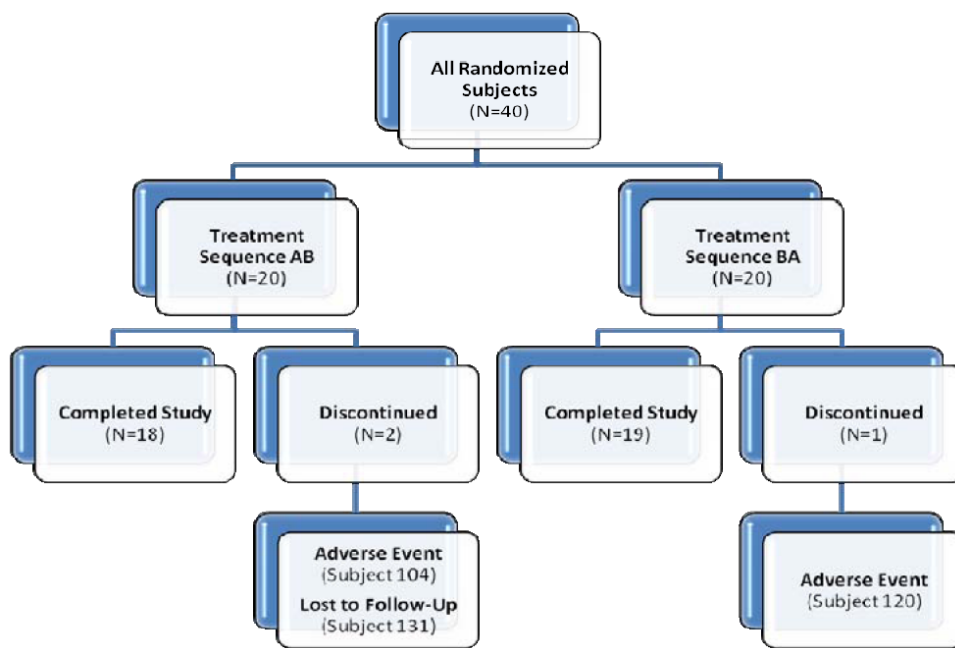 All Randomized
Subjects
(N=40)
Treatment
Sequence AB
(N=20)
Treatment
Sequence BA
(N=20)
Completed Study
(N=18)
Discontinued
(N=2)
Completed Study
(N=19)
Discontinued
(N=1)
Adverse Event
(Subject 104)
Lost to Follow-Up
(Subject 131)
Adverse Event
(Subject 120)